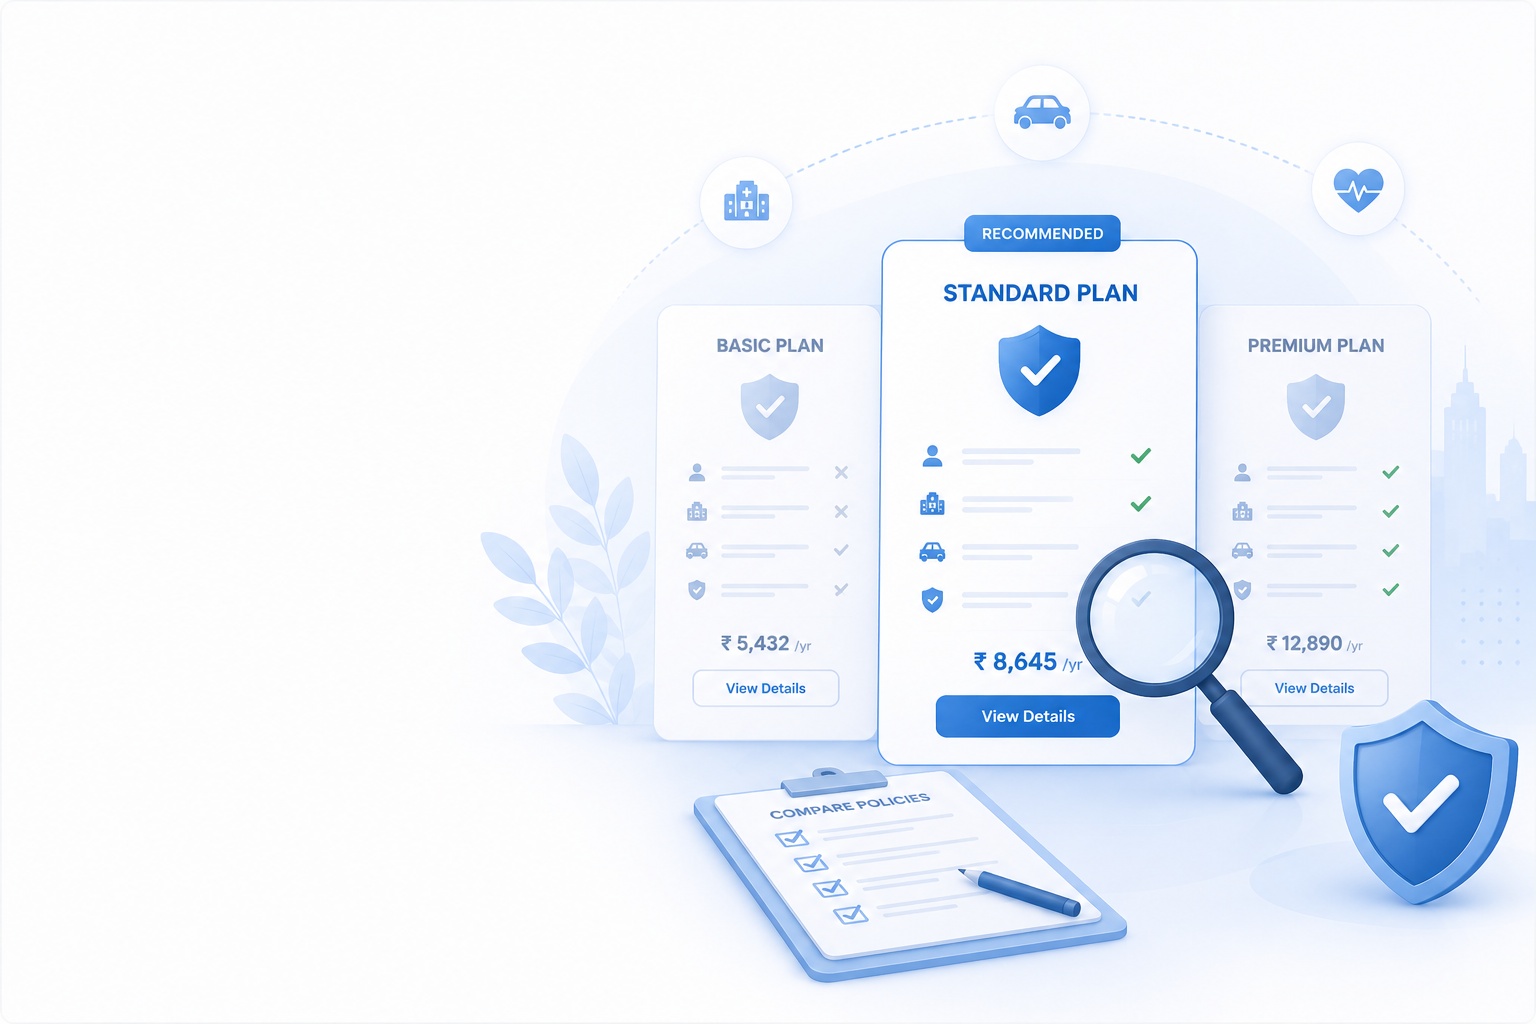 RECOMMENDED
STANDARD PLAN
BASIC PLAN
PREMIUM PLAN
₹ 5,432 /yr
₹ 8,645 /yr
₹ 12,890 /yr
View Details
View Details
View Details
COMPARE POLICIES